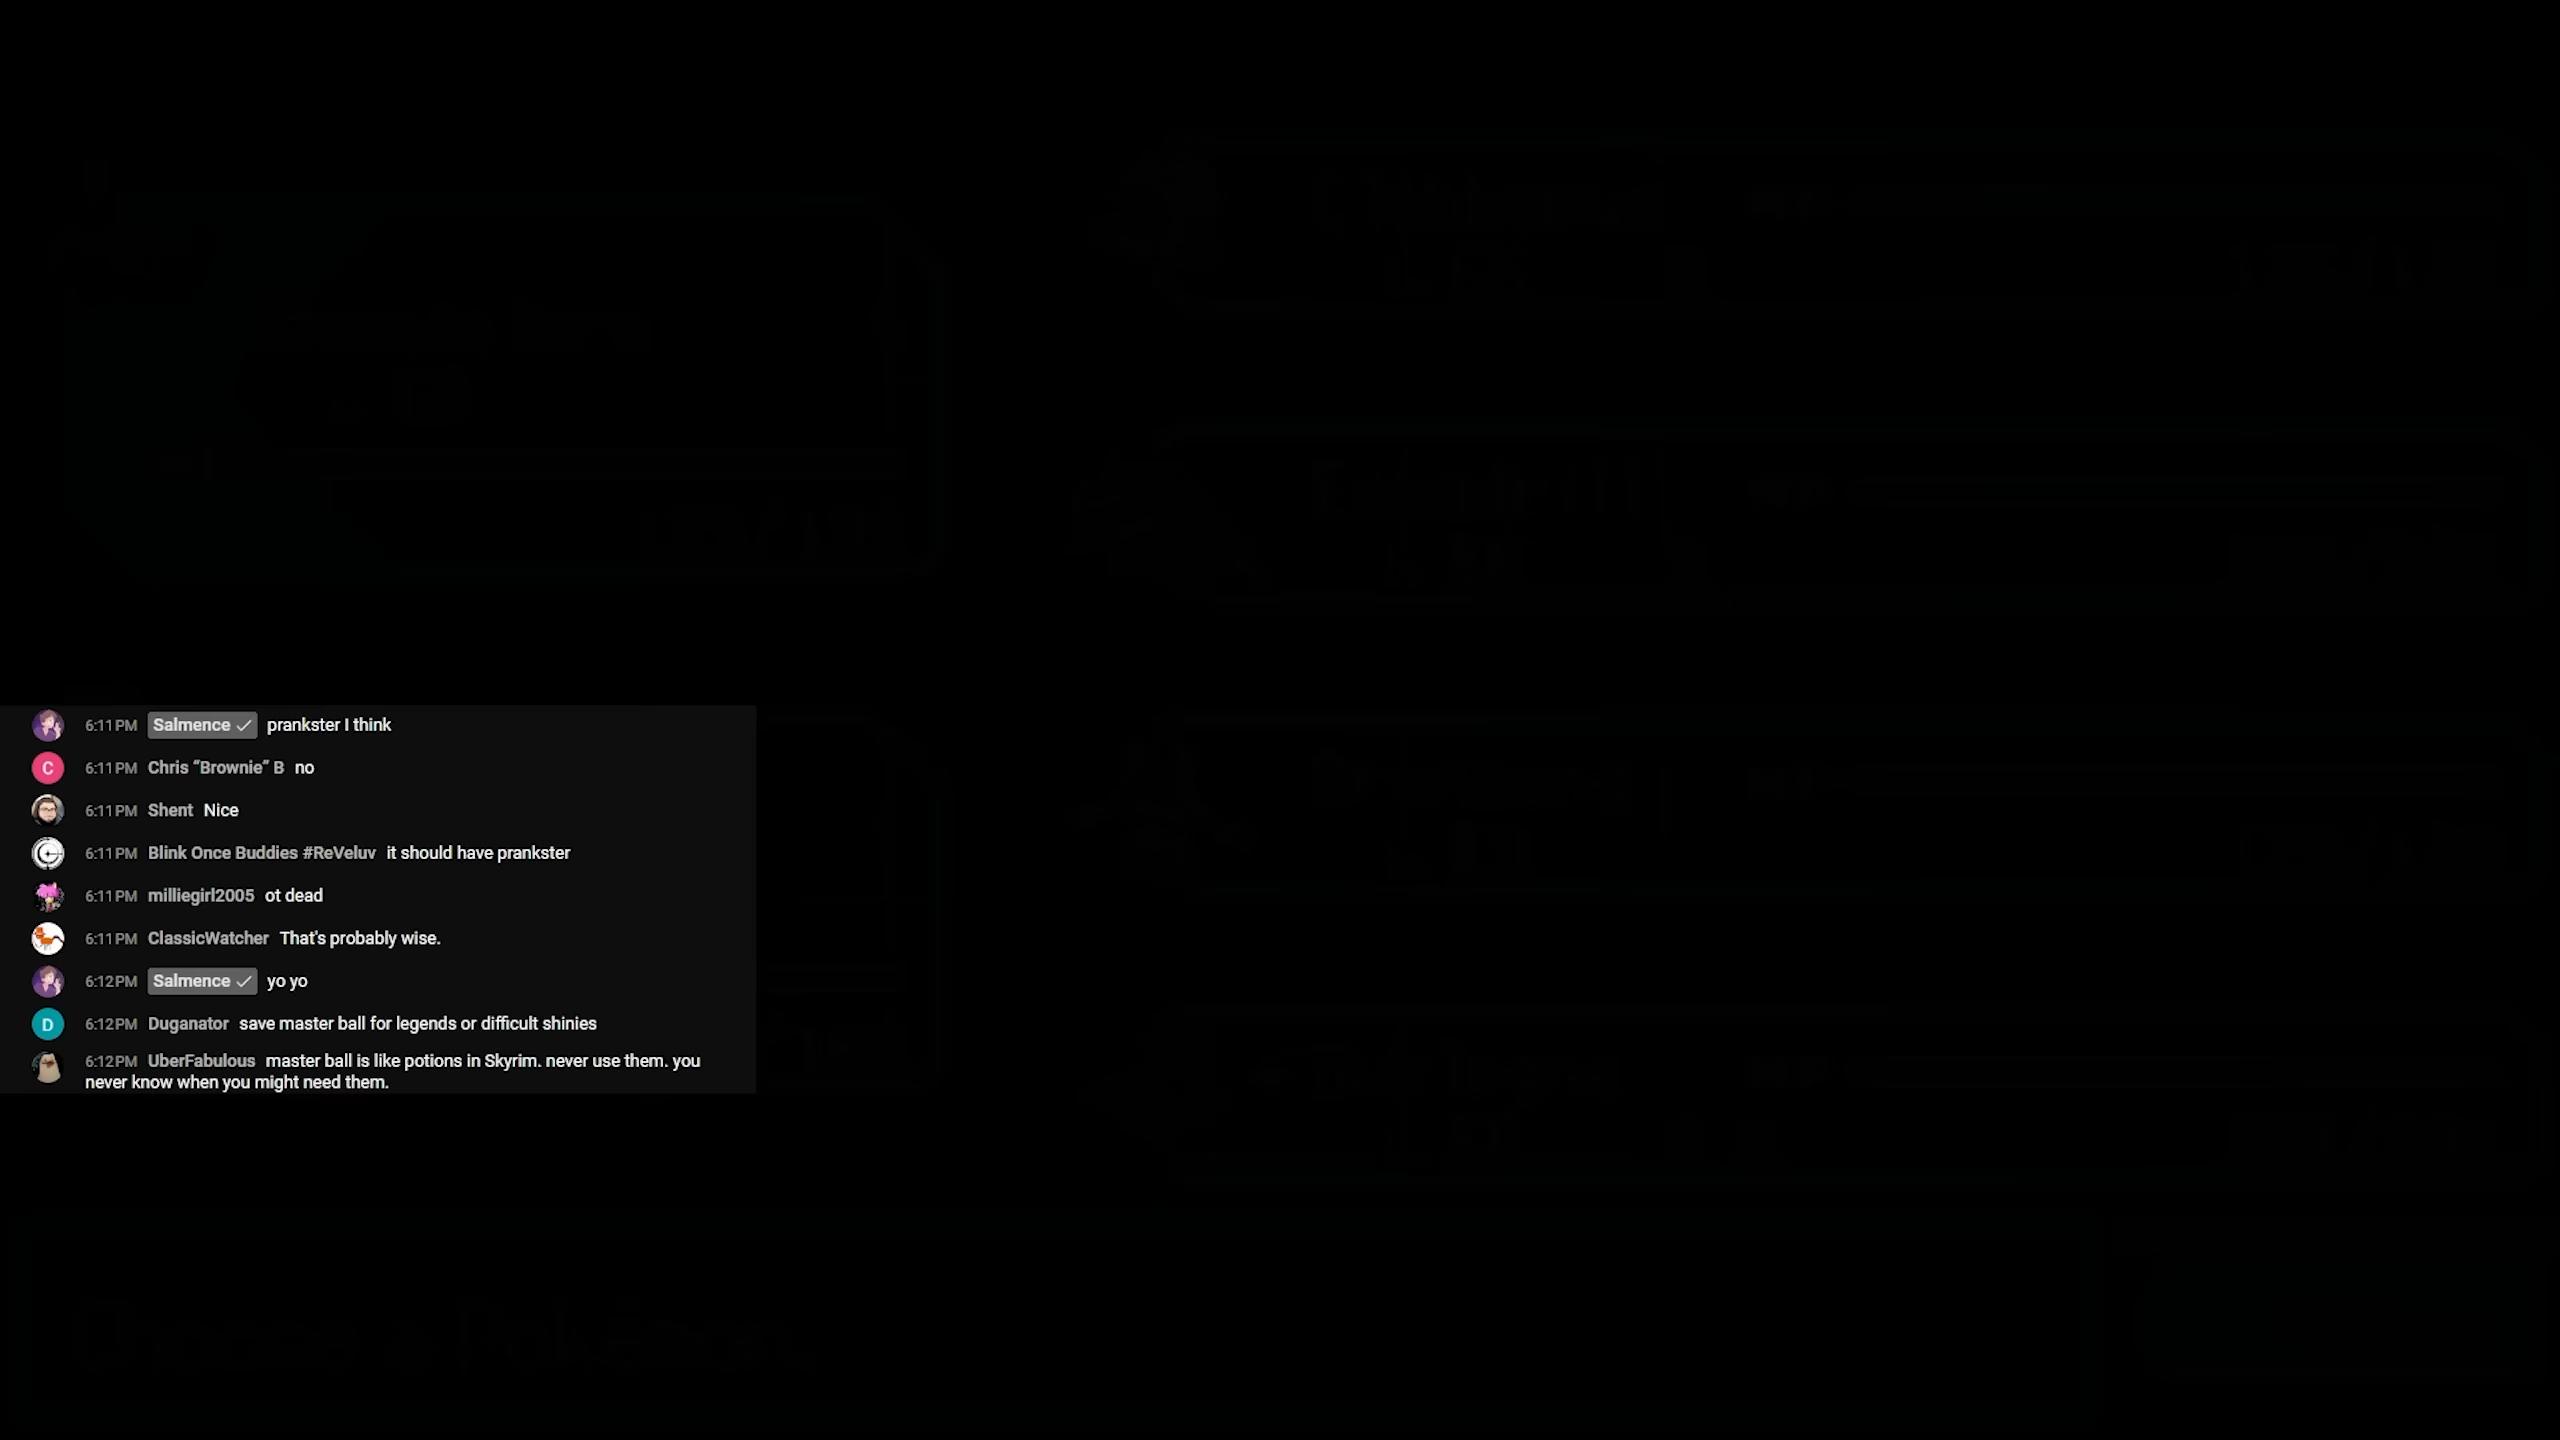 6:11 PM Salmence ✓ prankster I think
C 6:11 PM Chris “Brownie” B no
6:11 PM Shent Nice
6:11 PM Blink Once Buddies #ReVeluv it should have prankster
6:11 PM milliegirl2005 ot dead
6:11 PM ClassicWatcher That's probably wise.
6:12 PM Salmence ✓ yo yo
D 6:12 PM Duganator save master ball for legends or difficult shinies
6:12 PM UberFabulous master ball is like potions in Skyrim. never use them. you
never know when you might need them.